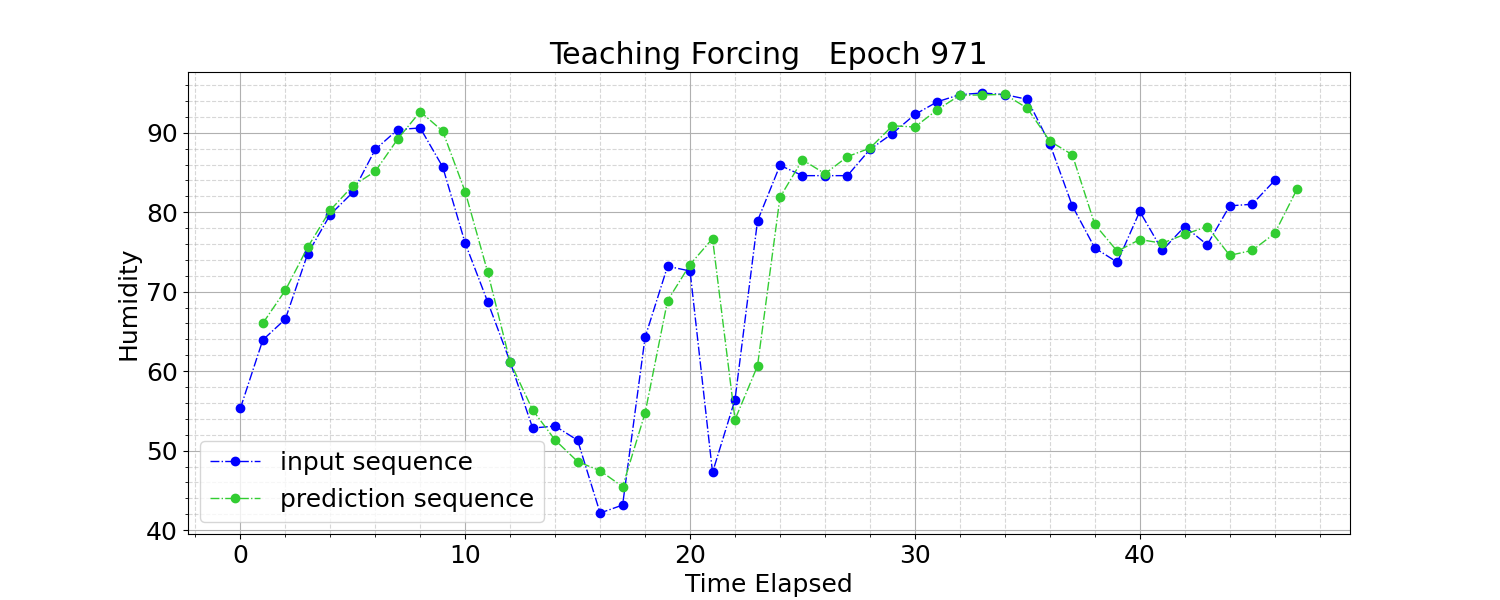 Teaching Forcing   Epoch 971
Humidity
90
80
70
60
50
40
input sequence
prediction sequence
0 10 20 30 40
Time Elapsed